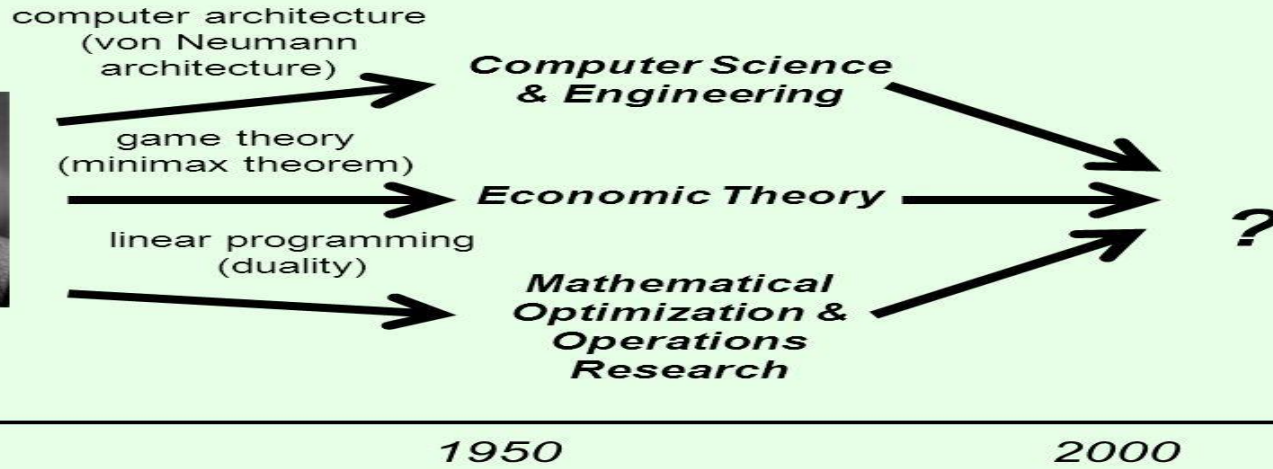 computer architecture
(von Neumann
architecture)
Computer Science
& Engineering
game theory
(minimax theorem)
Economic Theory
linear programming
(duality)
Mathematical
Optimization &
Operations
Research
?
1950
2000